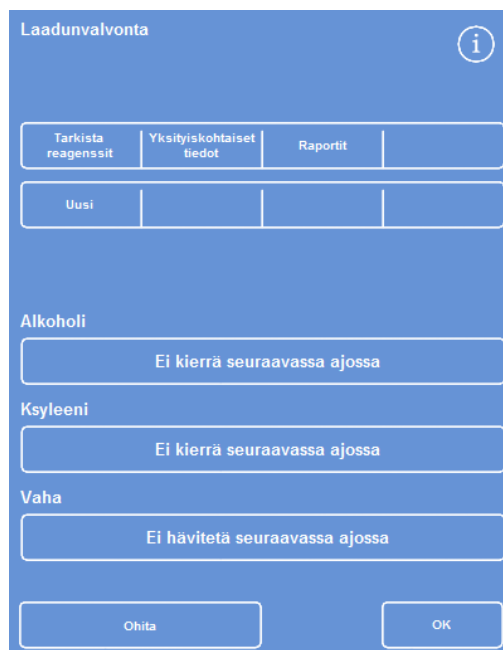 Laadunvalvonta
i
Tarkista
reagenssit
Yksityiskohtaiset
tiedot
Raportit
Uusi
Alkoholi
Ei kierrä seuraavassa ajossa
Ksyleeni
Ei kierrä seuraavassa ajossa
Vaha
Ei hävitetä seuraavassa ajossa
Ohita
OK